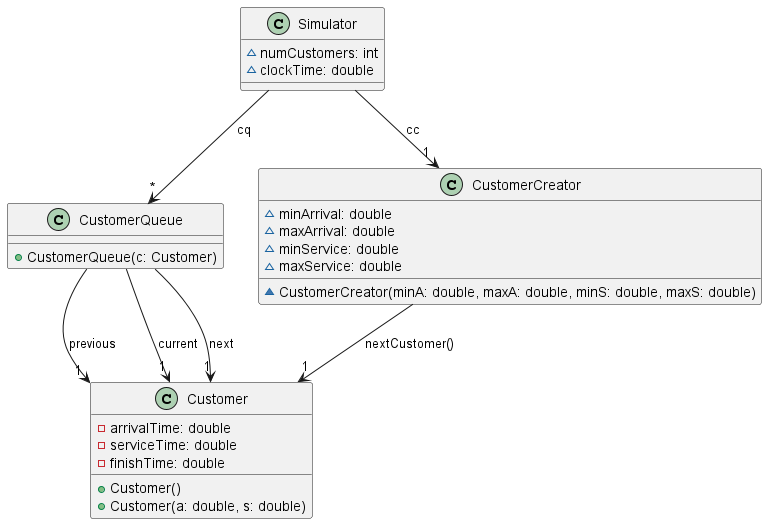 C Simulator
numCustomers: int
clockTime: double
cq
cc
*
1
C CustomerQueue
CustomerQueue(c: Customer)
C CustomerCreator
minArrival: double
maxArrival: double
minService: double
maxService: double
CustomerCreator(minA: double, maxA: double, minS: double, maxS: double)
previous
current
next
nextCustomer()
1
1
1
1
C Customer
arrivalTime: double
serviceTime: double
finishTime: double
Customer()
Customer(a: double, s: double)